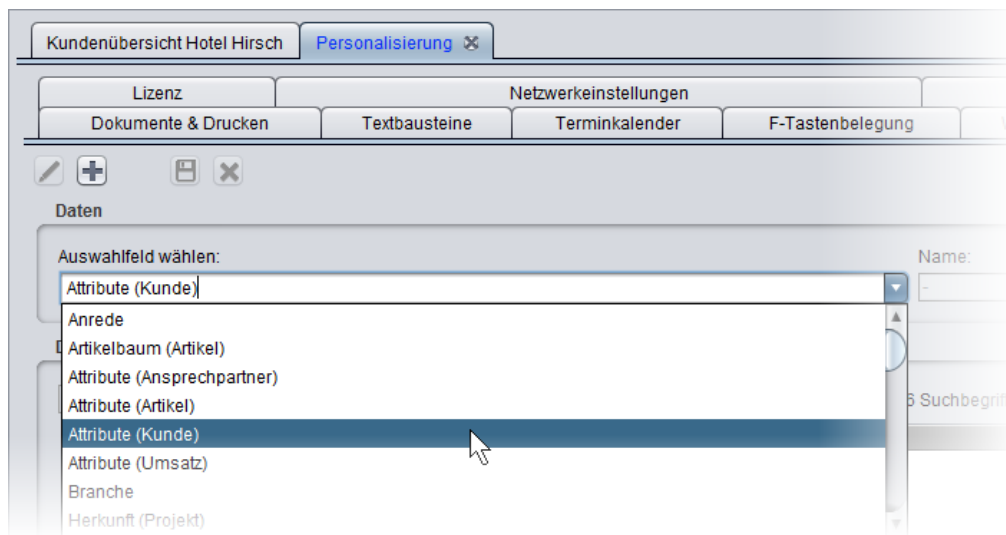 Kundenübersicht Hotel Hirsch Personalisierung
Lizenz Netzwerkeinstellungen
Dokumente & Drucken Textbausteine Terminkalender F-Tastenbelegung
Daten
Auswahlfeld wählen: Name:
Attribute (Kunde) -
Anrede
Artikelbaum (Artikel)
Attribute (Ansprechpartner)
Attribute (Artikel)
6 Suchbegriff
Attribute (Kunde)
Attribute (Umsatz)
Branche
Herkunft (Projekt)